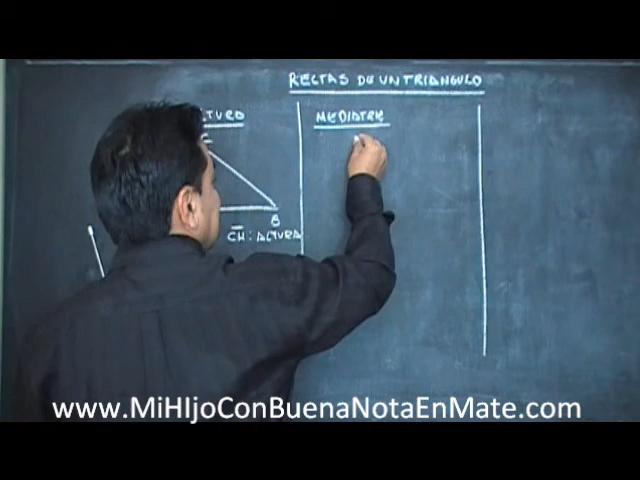 RECTAS DE UN TRIANGULO
MEDIATRIZ
C
B
CH: ALTURA
www.MiHIjoConBuenaNotaEnMate.com